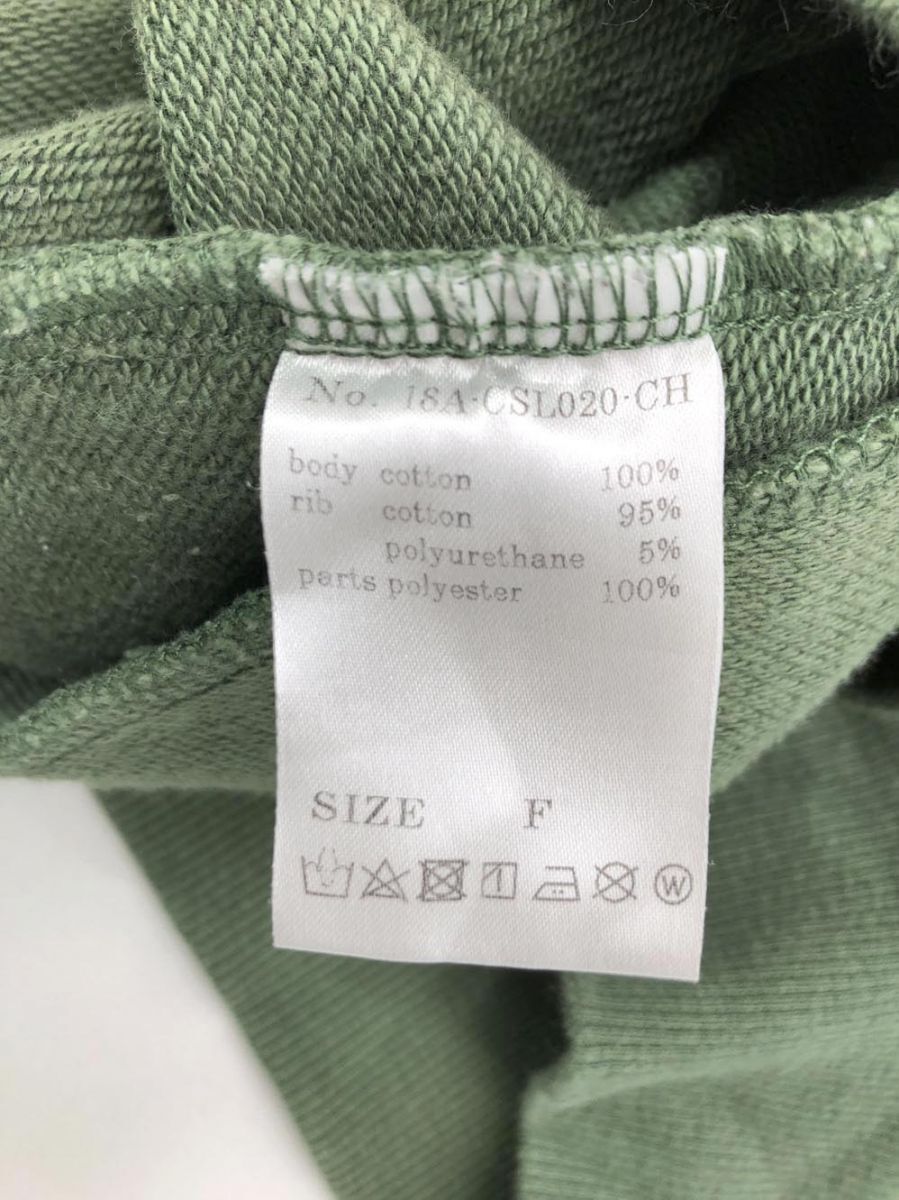 No. 18A·CSL020·CH
body cotton 100%
rib cotton 95%
polyurethane 5%
parts polyester 100%
SIZE F
W